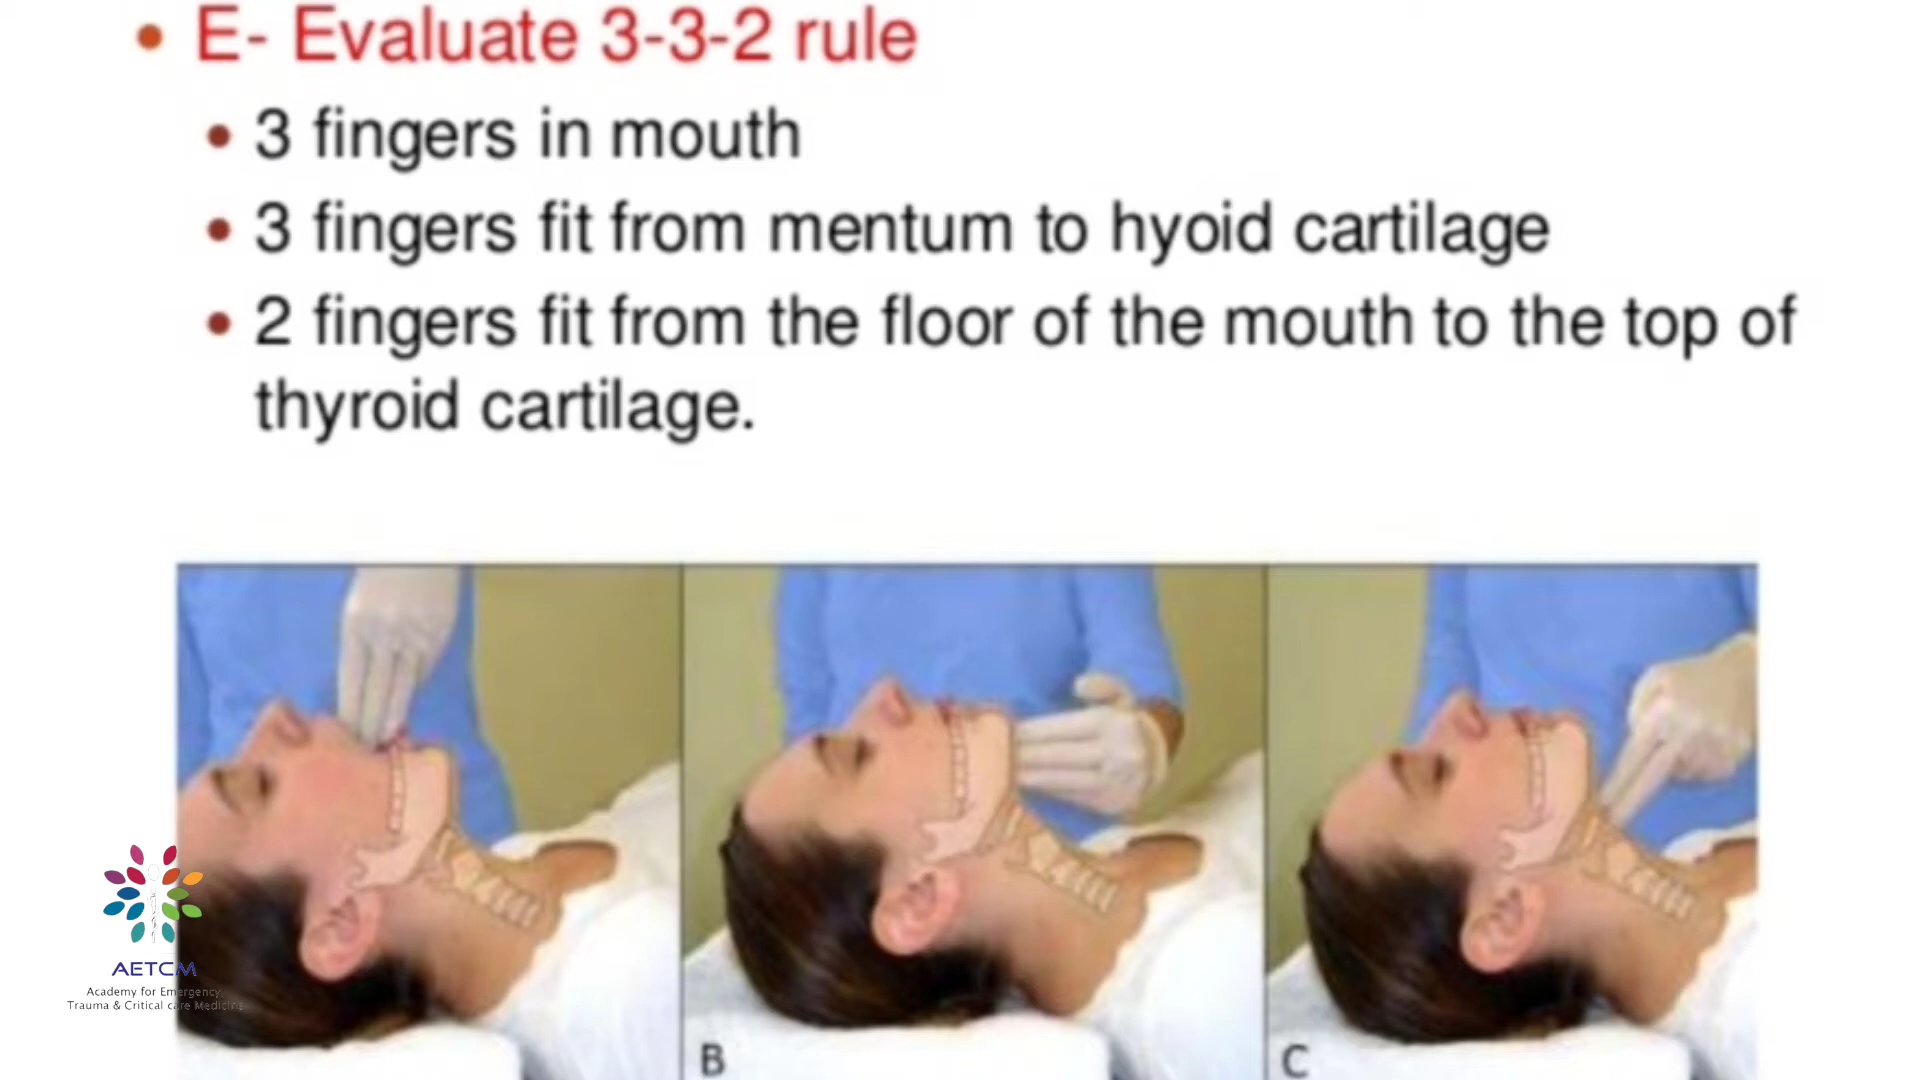 E- Evaluate 3-3-2 rule
3 fingers in mouth
3 fingers fit from mentum to hyoid cartilage
2 fingers fit from the floor of the mouth to the top of
thyroid cartilage.
AETCM
Academy for Emergency,
Trauma & Critical care Medicine
B
C